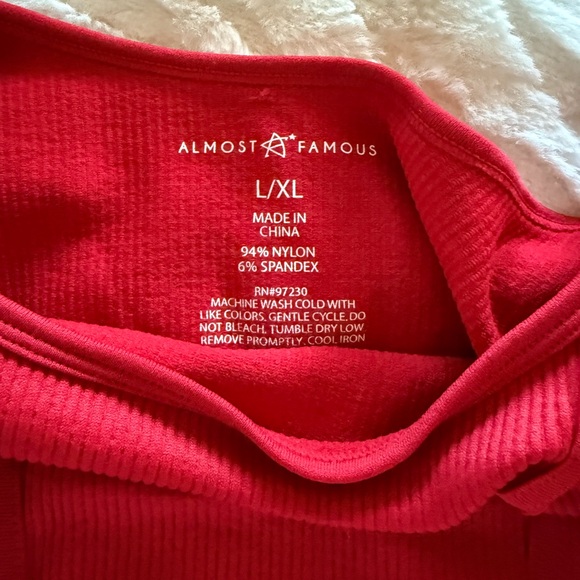 ALMOST FAMOUS
L/XL
MADE IN
CHINA
94% NYLON
6% SPANDEX
RN#97230
MACHINE WASH COLD WITH
LIKE COLORS. GENTLE CYCLE. DO
NOT BLEACH, TUMBLE DRY LOW
REMOVE PROMPTLY. COOL IRON